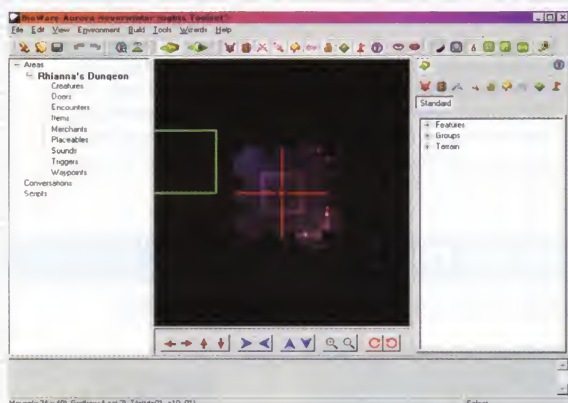 BioWare Aurora Neverwinter Nights Toolset
File Edit View Environment Build Tools Wizards Help
Areas
Rhianna's Dungeon
Creatures
Doors
Encounters
Items
Merchants
Placeables
Sounds
Triggers
Waypoints
Conversations
Scripts
Standard
Features
Groups
Terrain
Select